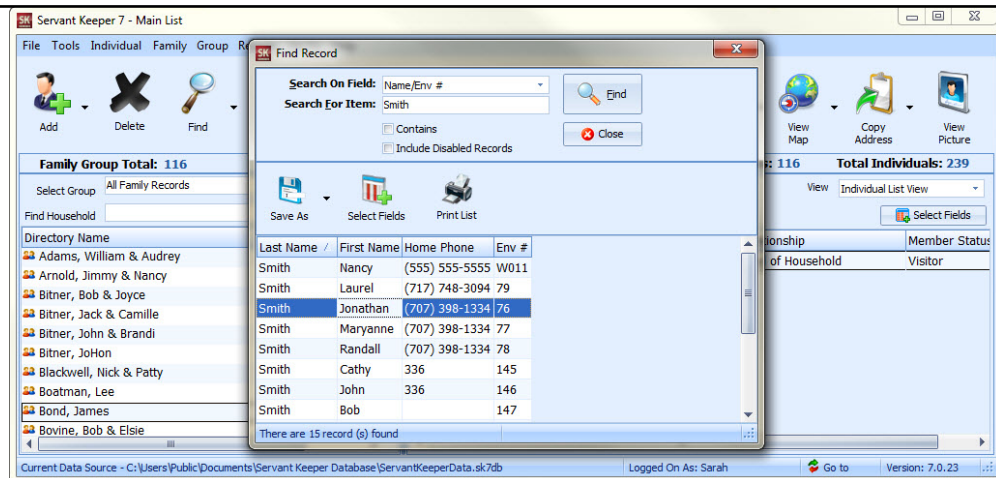 SK Servant Keeper 7 - Main List
File Tools Individual Family Group Re
Add
Delete
Find
View Map
Copy Address
View Picture
Family Group Total: 116
: 116
Total Individuals: 239
Select Group All Family Records
View Individual List View
Find Household
Select Fields
Directory Name
ionship
Member Status
Adams, William & Audrey
of Household
Visitor
Arnold, Jimmy & Nancy
Bitner, Bob & Joyce
Bitner, Jack & Camille
Bitner, John & Brandi
Bitner, JoHon
Blackwell, Nick & Patty
Boatman, Lee
Bond, James
Bovine, Bob & Elsie
SK Find Record
Search On Field: Name/Env #
Search For Item: Smith
Find
Contains
Close
Include Disabled Records
Save As
Select Fields
Print List
Last Name / First Name Home Phone Env #
Smith Nancy (555) 555-5555 W011
Smith Laurel (717) 748-3094 79
Smith Jonathan (707) 398-1334 76
Smith Maryanne (707) 398-1334 77
Smith Randall (707) 398-1334 78
Smith Cathy 336 145
Smith John 336 146
Smith Bob 147
There are 15 record (s) found
Current Data Source - C:\Users\Public\Documents\Servant Keeper Database\ServantKeeperData.sk7db
Logged On As: Sarah
Go to
Version: 7.0.23